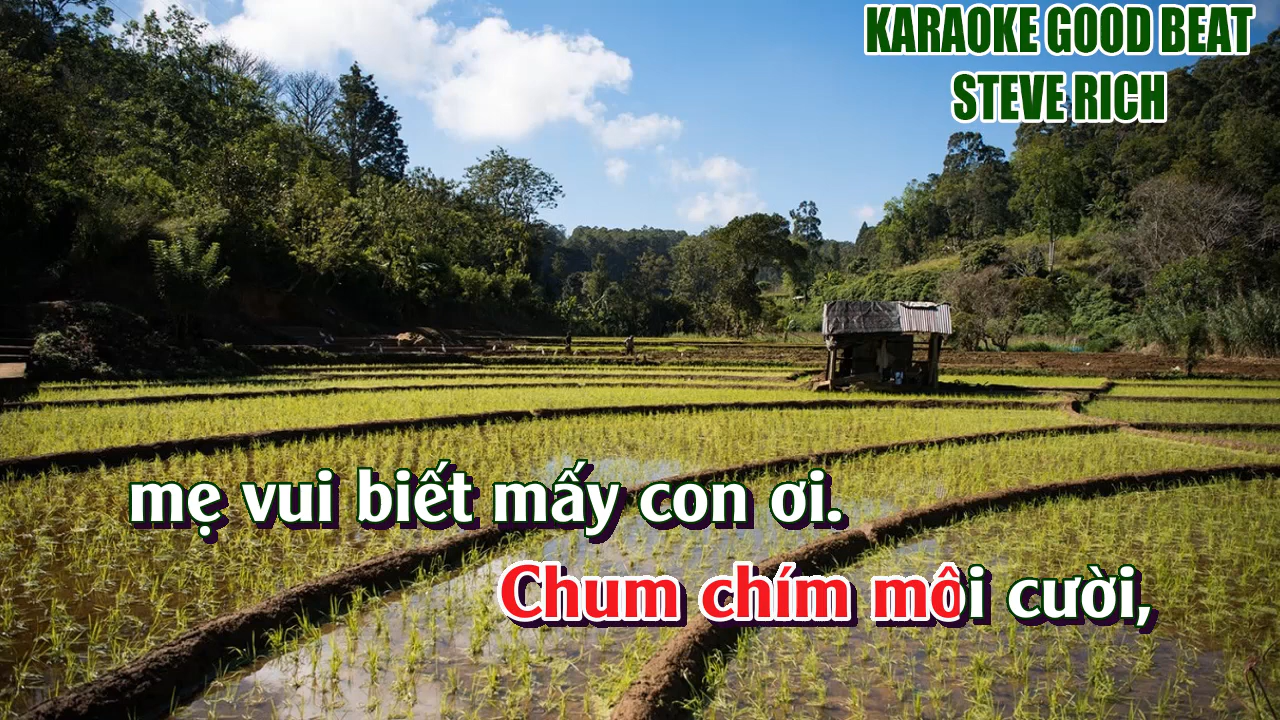 KARAOKE GOOD BEAT
STEVE RICH
mẹ vui biết mấy con ơi.
Chum chím môi cười,